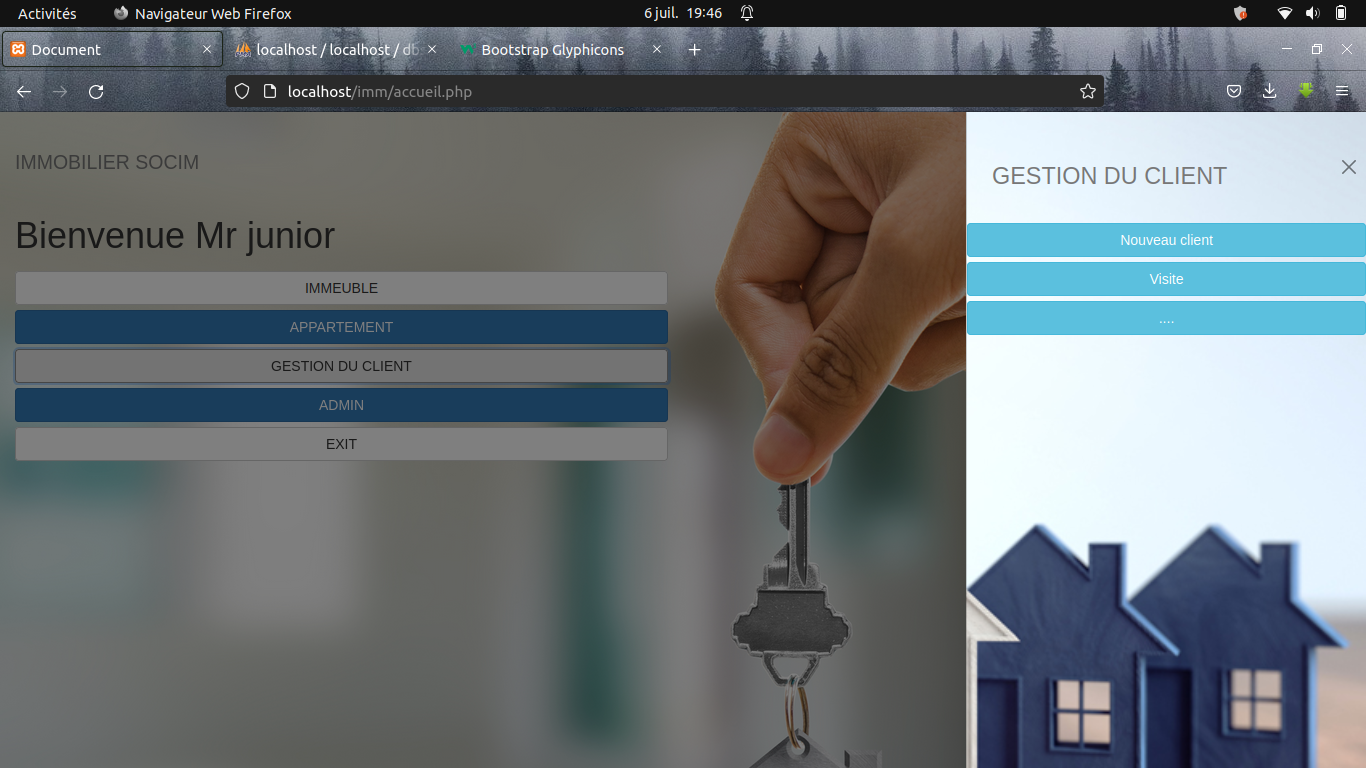 Activités
Navigateur Web Firefox
6 juil. 19:46
Document
localhost / localhost / db
Bootstrap Glyphicons
localhost/imm/accueil.php
IMMOBILIER SOCIM
Bienvenue Mr junior
IMMEUBLE
APPARTEMENT
GESTION DU CLIENT
ADMIN
EXIT
GESTION DU CLIENT
Nouveau client
Visite
....